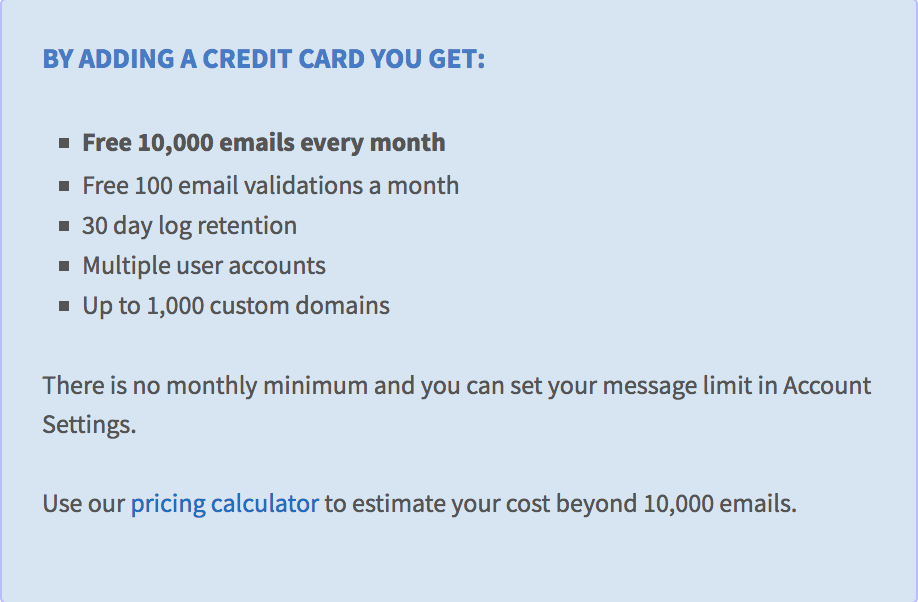 BY ADDING A CREDIT CARD YOU GET:
Free 10,000 emails every month
Free 100 email validations a month
30 day log retention
Multiple user accounts
Up to 1,000 custom domains
There is no monthly minimum and you can set your message limit in Account
Settings.
Use our pricing calculator to estimate your cost beyond 10,000 emails.